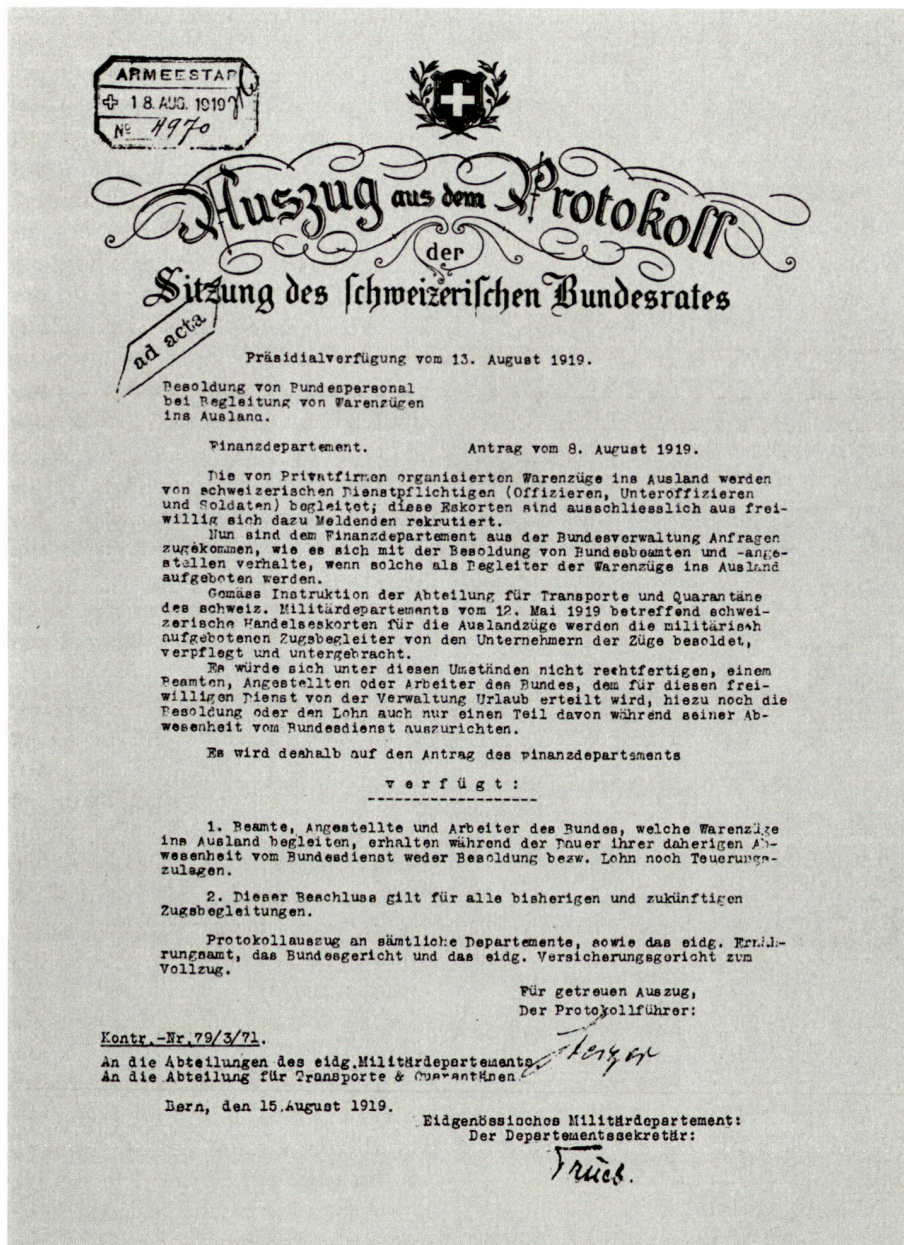 ARMEESTAB
18. AUG. 1919
No 4970
Auszug aus dem Protokoll
der
Sitzung des schweizerischen Bundesrates
ad acta
Präsidialverfügung vom 13. August 1919.
Besoldung von Bundespersonal
bei Begleitung von Warenzügen
ins Ausland.
Finanzdepartement. Antrag vom 8. August 1919.
Die von Privatfirmen organisierten Warenzüge ins Ausland werden
von schweizerischen Dienstpflichtigen (Offizieren, Unteroffizieren
und Soldaten) begleitet; diese Eskorten sind ausschliesslich aus frei-
willig sich dazu Meldenden rekrutiert.
Nun sind dem Finanzdepartement aus der Bundesverwaltung Anfragen
zugekommen, wie es sich mit der Besoldung von Bundesbeamten und -ange-
stellen verhalte, wenn solche als Begleiter der Warenzüge ins Ausland
aufgeboten werden.
Gemäss Instruktion der Abteilung für Transporte und Quarantäne
des schweiz. Militärdepartements vom 12. Mai 1919 betreffend schwei-
zerische Handelseskorten für die Auslandzüge werden die militärisch
aufgebotenen Zugsbegleiter von den Unternehmern der Züge besoldet,
verpflegt und untergebracht.
Es würde sich unter diesen Umständen nicht rechtfertigen, einem
Beamten, Angestellten oder Arbeiter des Bundes, dem für diesen frei-
willigen Dienst von der Verwaltung Urlaub erteilt wird, hiezu noch die
Besoldung oder den Lohn auch nur einen Teil davon während seiner Ab-
wesenheit vom Bundesdienst auszurichten.
Es wird deshalb auf den Antrag des Finanzdepartements
verfügt:
1. Beamte, Angestellte und Arbeiter des Bundes, welche Warenzüge
ins Ausland begleiten, erhalten während der Dauer ihrer daherigen Ab-
wesenheit vom Bundesdienst weder Besoldung bezw. Lohn noch Teuerungs-
zulagen.
2. Dieser Beschluss gilt für alle bisherigen und zukünftigen
Zugsbegleitungen.
Protokollauszug an sämtliche Departemente, sowie das eidg. Ernäh-
rungsamt, das Bundesgericht und das eidg. Versicherungsgericht zum
Vollzug.
Für getreuen Auszug,
Der Protokollführer:
Kontr.-Nr.79/3/71.
An die Abteilungen des eidg.Militärdepartements
An die Abteilung für Transporte & Quarantänen
Bern, den 15.August 1919.
Eidgenössisches Militärdepartement:
Der Departementssekretär: